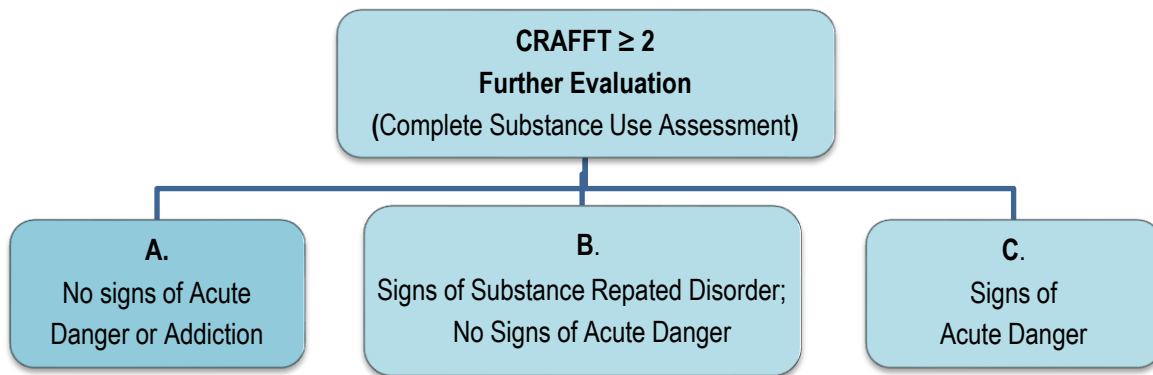 CRAFFT ≥ 2
Further Evaluation
(Complete Substance Use Assessment)
A.
No signs of Acute
Danger or Addiction
B.
Signs of Substance Repated Disorder;
No Signs of Acute Danger
C.
Signs of
Acute Danger